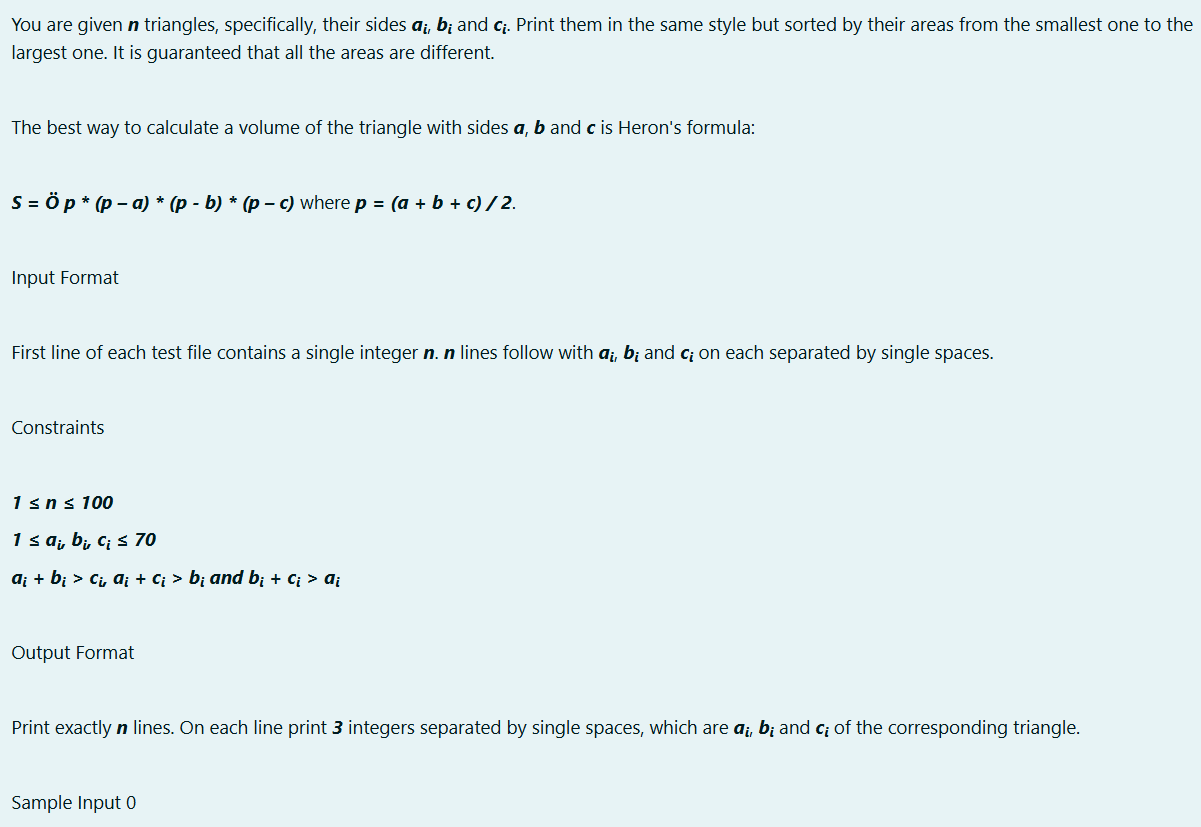 You are given n triangles, specifically, their sides aᵢ, bᵢ and cᵢ. Print them in the same style but sorted by their areas from the smallest one to the
largest one. It is guaranteed that all the areas are different.
The best way to calculate a volume of the triangle with sides a, b and c is Heron's formula:
S = Ö p * (p – a) * (p - b) * (p – c) where p = (a + b + c) / 2.
Input Format
First line of each test file contains a single integer n. n lines follow with aᵢ, bᵢ and cᵢ on each separated by single spaces.
Constraints
1 ≤ n ≤ 100
1 ≤ aᵢ, bᵢ, cᵢ ≤ 70
aᵢ + bᵢ > cᵢ, aᵢ + cᵢ > bᵢ and bᵢ + cᵢ > aᵢ
Output Format
Print exactly n lines. On each line print 3 integers separated by single spaces, which are aᵢ, bᵢ and cᵢ of the corresponding triangle.
Sample Input 0